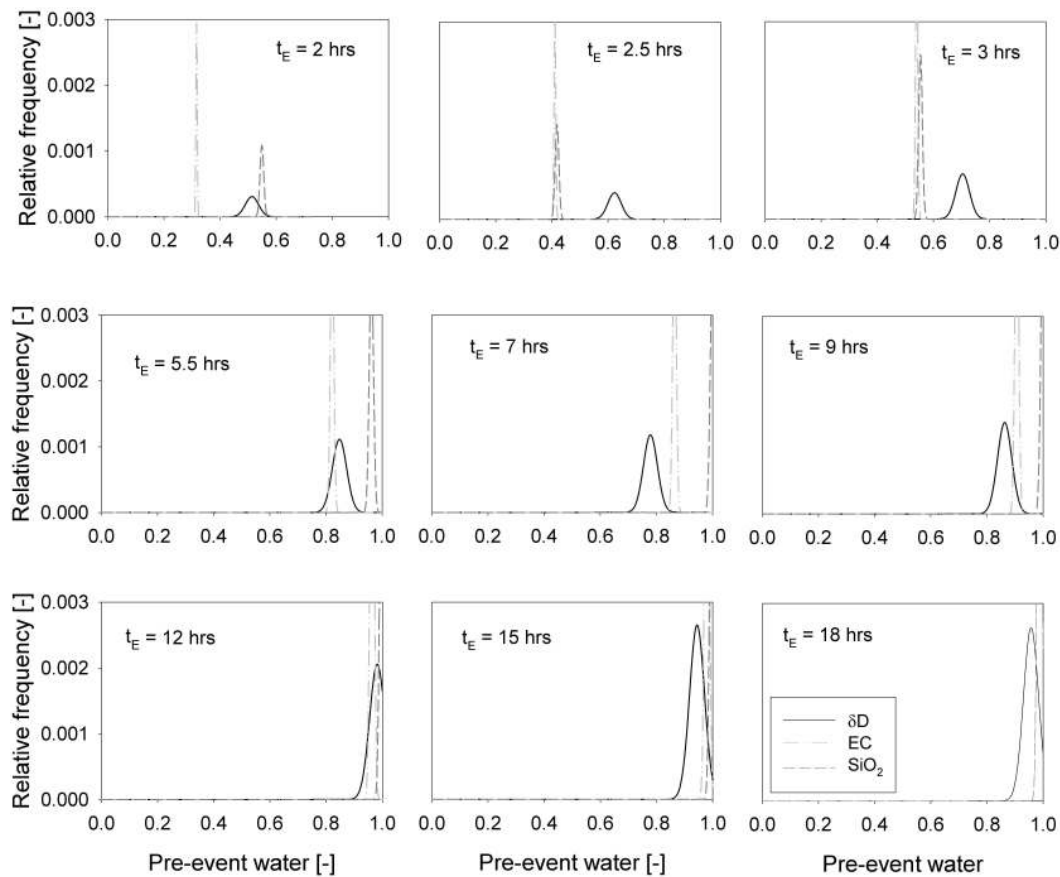 Relative frequency [-]
0.003
0.002
0.001
0.000
t_E = 2 hrs
t_E = 2.5 hrs
t_E = 3 hrs
0.0 0.2 0.4 0.6 0.8 1.0
0.0 0.2 0.4 0.6 0.8 1.0
0.0 0.2 0.4 0.6 0.8 1.0
Relative frequency [-]
0.003
0.002
0.001
0.000
t_E = 5.5 hrs
t_E = 7 hrs
t_E = 9 hrs
0.0 0.2 0.4 0.6 0.8 1.0
0.0 0.2 0.4 0.6 0.8 1.0
0.0 0.2 0.4 0.6 0.8 1.0
Relative frequency [-]
0.003
0.002
0.001
0.000
t_E = 12 hrs
t_E = 15 hrs
t_E = 18 hrs
δD
EC
SiO₂
0.0 0.2 0.4 0.6 0.8 1.0
0.0 0.2 0.4 0.6 0.8 1.0
0.0 0.2 0.4 0.6 0.8 1.0
Pre-event water [-]
Pre-event water [-]
Pre-event water